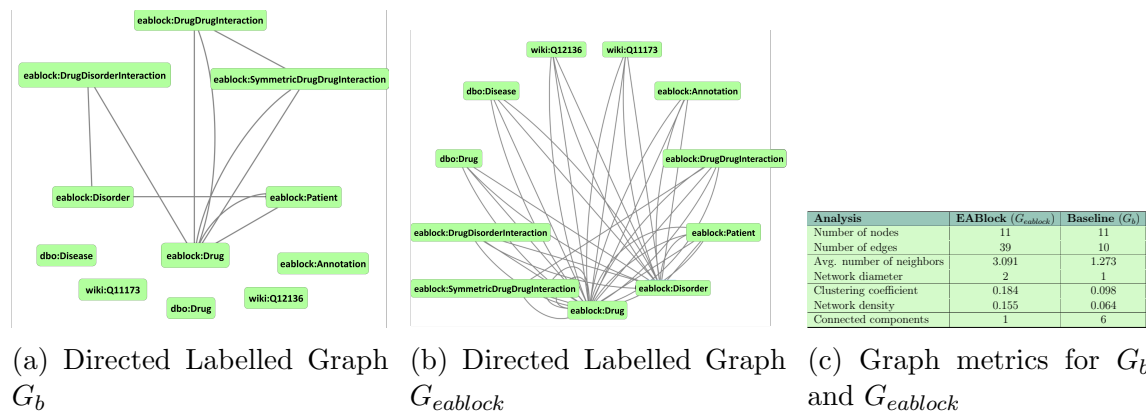 eablock:DrugDrugInteraction
eablock:DrugDisorderInteraction
eablock:SymmetricDrugDrugInteraction
eablock:Disorder
eablock:Patient
eablock:Drug
dbo:Disease
eablock:Annotation
wiki:Q11173
wiki:Q12136
dbo:Drug
(a) Directed Labelled Graph
G_b
wiki:Q12136
wiki:Q11173
dbo:Disease
eablock:Annotation
dbo:Drug
eablock:DrugDrugInteraction
eablock:DrugDisorderInteraction
eablock:Patient
eablock:SymmetricDrugDrugInteraction
eablock:Disorder
eablock:Drug
(b) Directed Labelled Graph
G_eablock
Analysis EABlock (G_eablock) Baseline (G_b)
Number of nodes 11 11
Number of edges 39 10
Avg. number of neighbors 3.091 1.273
Network diameter 2 1
Clustering coefficient 0.184 0.098
Network density 0.155 0.064
Connected components 1 6
(c) Graph metrics for G_b
and G_eablock